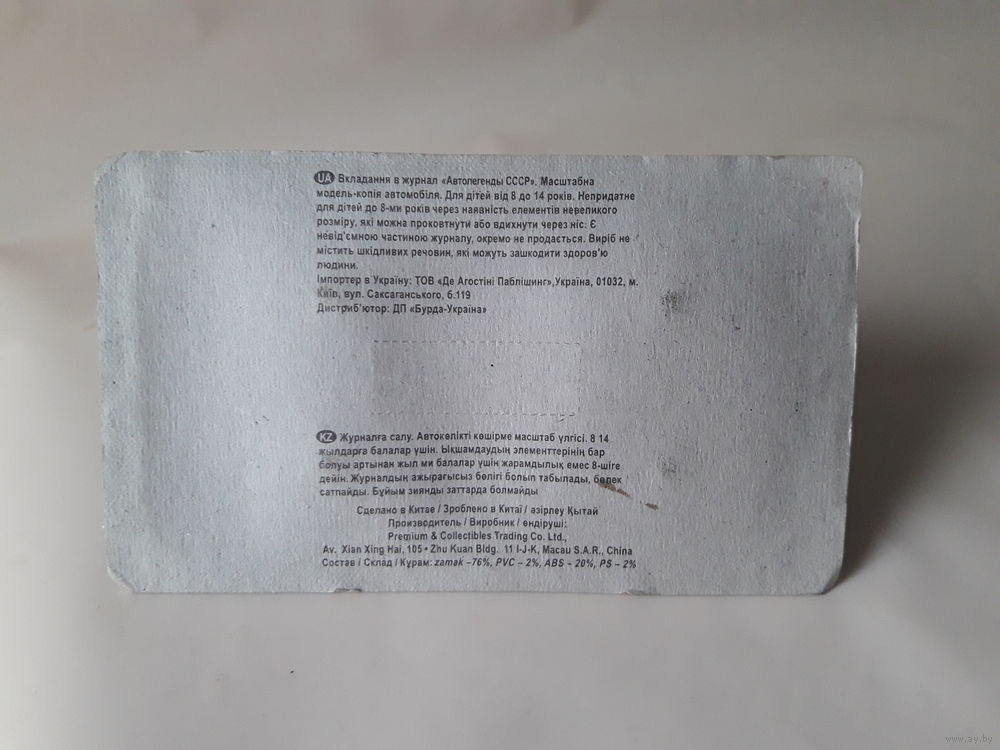 UA Вкладання в журнал «Автолегенды СССР». Масштабна
модель-копія автомобіля. Для дітей від 8 до 14 років. Непридатне
для дітей до 8-ми років через наявність елементів невеликого
розміру, які можна проковтнути або вдихнути через ніс. Є
невід'ємною частиною журналу, окремо не продається. Виріб не
містить шкідливих речовин, які можуть зашкодити здоров'ю
людини.
Імпортер в Україну: ТОВ «Де Агостіні Паблішинг»,Україна, 01032, м.
Київ, вул. Саксаганського, б.119
Дистриб'ютор: ДП «Бурда-Україна»
KZ Журналға салу. Автокөлікті көшірме масштаб үлгісі. 8 14
жылдарға балалар үшін. Ықшамдаудың элементтерінің бар
болуы артынан жыл ми балалар үшін жарамдылық емес 8-шіге
дейін. Журналдың ажырағысыз бөлігі болып табылады, бөлек
сатпайды. Бұйым зиянды заттарда болмайды
Сделано в Китае / Зроблено в Китаї / әзірлеу Қытай
Производитель / Виробник / өндіруші:
Premium & Collectibles Trading Co. Ltd.,
Av. Xian Xing Hai, 105 • Zhu Kuan Bldg. 11 I-J-K, Macau S.A.R., China
Состав / Склад / Құрам: zamak –76%, PVC – 2%, ABS – 20%, PS – 2%
www.ay.by